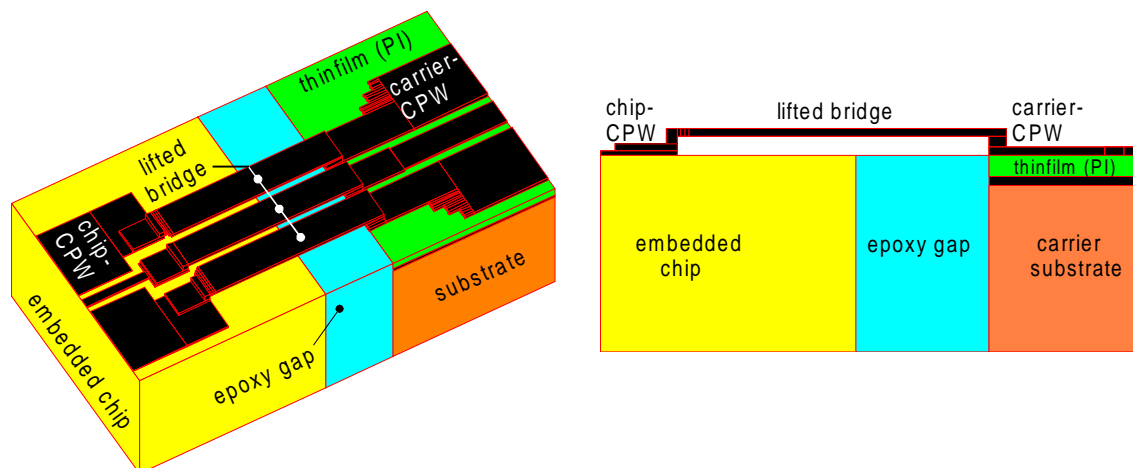 thinfilm (PI)
carrier-
CPW
lifted
bridge
chip-
CPW
embedded chip
epoxy gap
substrate
chip-
CPW
lifted bridge
carrier-
CPW
thinfilm (PI)
embedded
chip
epoxy gap
carrier
substrate